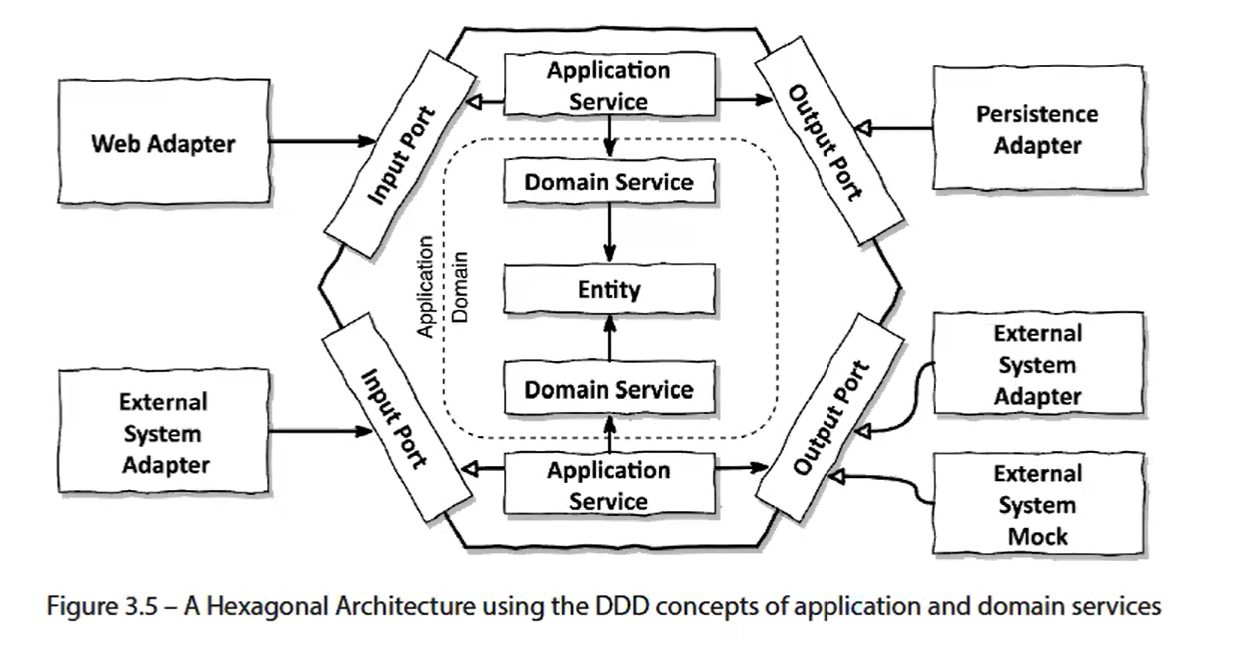 Application
Service
Web Adapter
Input Port
Output Port
Persistence
Adapter
Domain Service
Application
Domain
Entity
External
System
Adapter
Input Port
Domain Service
Output Port
External
System
Adapter
Application
Service
External
System
Mock
Figure 3.5 – A Hexagonal Architecture using the DDD concepts of application and domain services